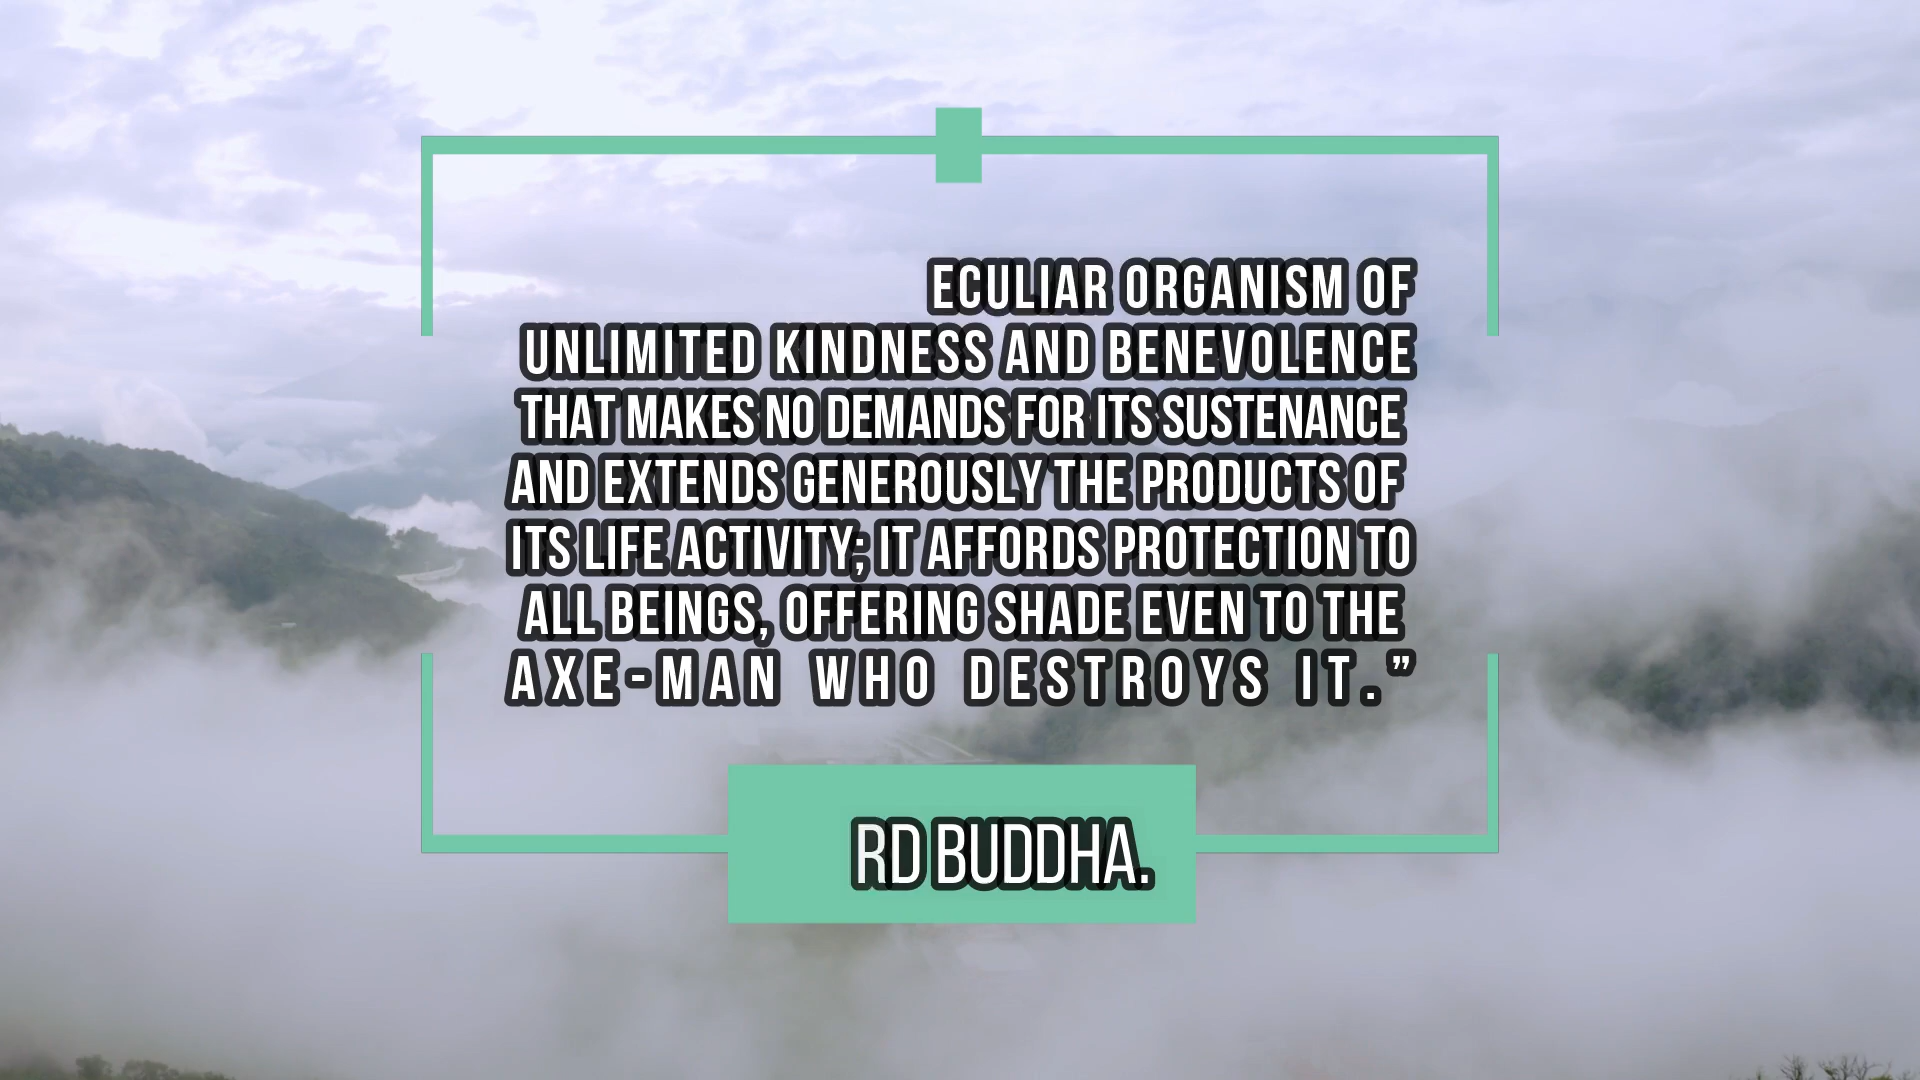 ECULIAR ORGANISM OF
UNLIMITED KINDNESS AND BENEVOLENCE
THAT MAKES NO DEMANDS FOR ITS SUSTENANCE
AND EXTENDS GENEROUSLY THE PRODUCTS OF
ITS LIFE ACTIVITY; IT AFFORDS PROTECTION TO
ALL BEINGS, OFFERING SHADE EVEN TO THE
AXE-MAN WHO DESTROYS IT.”
RD BUDDHA.